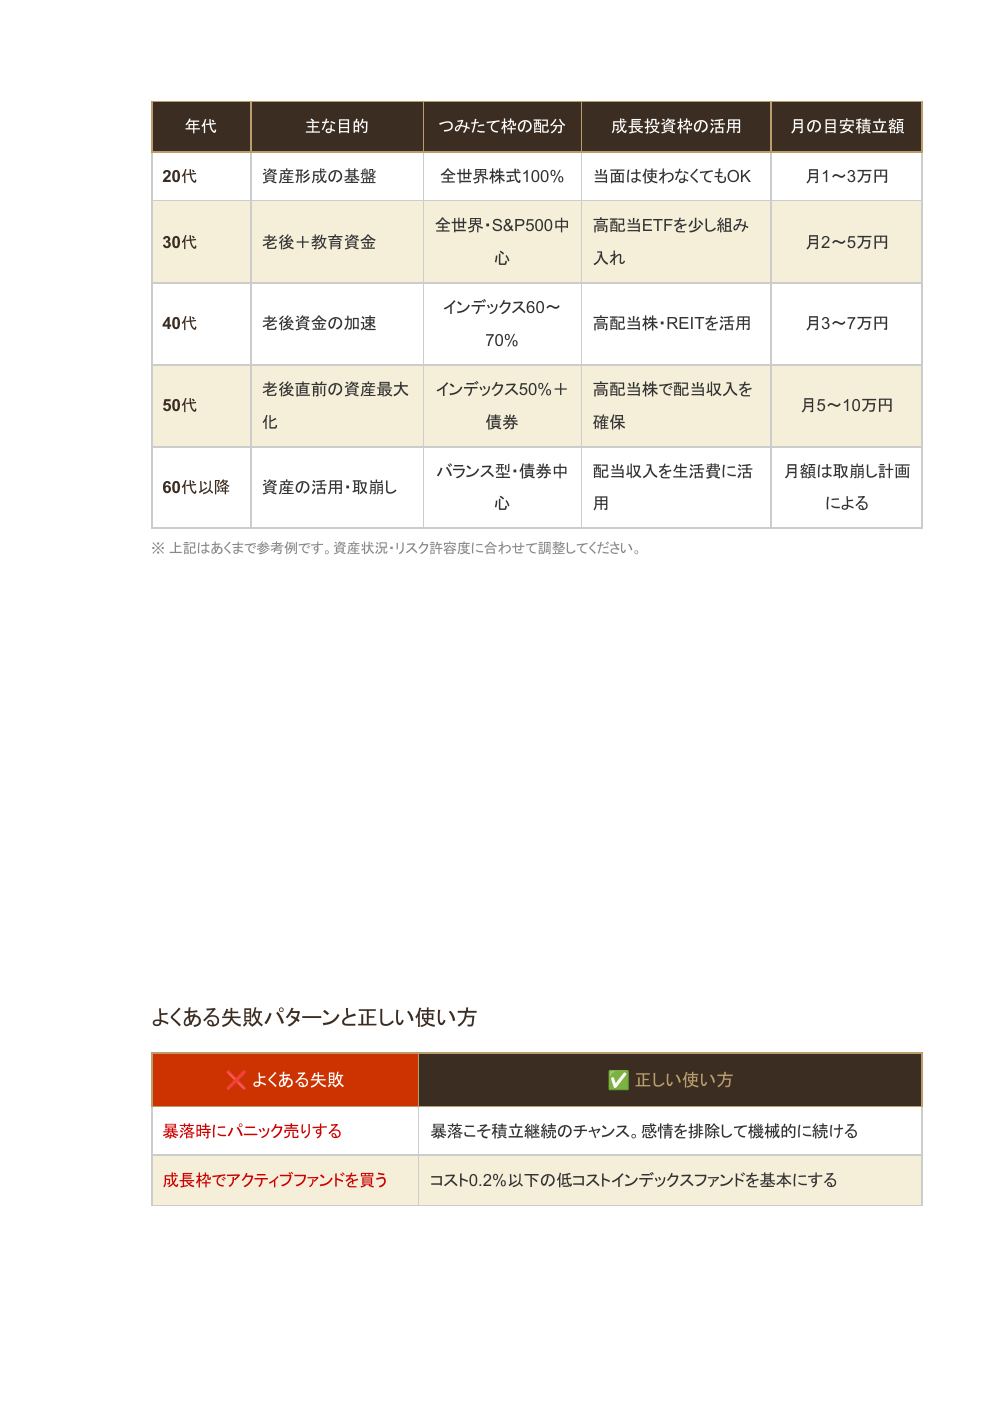 年代 主な目的 つみたて枠の配分 成長投資枠の活用 月の目安積立額
20代 資産形成の基盤 全世界株式100% 当面は使わなくてもOK 月1〜3万円
30代 老後＋教育資金 全世界・S&P500中心 高配当ETFを少し組み入れ 月2〜5万円
40代 老後資金の加速 インデックス60〜70% 高配当株・REITを活用 月3〜7万円
50代 老後直前の資産最大化 インデックス50%＋債券 高配当株で配当収入を確保 月5〜10万円
60代以降 資産の活用・取崩し バランス型・債券中心 配当収入を生活費に活用 月額は取崩し計画による
※ 上記はあくまで参考例です。資産状況・リスク許容度に合わせて調整してください。
よくある失敗パターンと正しい使い方
❌ よくある失敗 ✅ 正しい使い方
暴落時にパニック売りする 暴落こそ積立継続のチャンス。感情を排除して機械的に続ける
成長枠でアクティブファンドを買う コスト0.2%以下の低コストインデックスファンドを基本にする